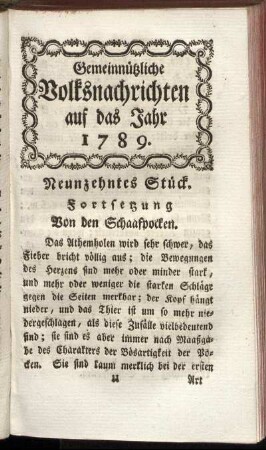 Gemeinnützliche
Volksnachrichten
auf das Jahr
1789.
Neunzehntes Stück.
Fortsetzung
Von den Schaafpocken.
Das Athemholen wird sehr schwer, das
Fieber bricht völlig aus; die Bewegungen
des Herzens sind mehr oder minder stark,
und mehr oder weniger die starken Schläge
gegen die Seiten merkbar; der Kopf hängt
nieder, und das Thier ist um so mehr nie-
dergeschlagen, als diese Zufälle vielbedeutend
sind; sie sind es aber immer nach Maaßga-
be des Charakters der Bösartigkeit der Po-
cken. Sie sind kaum merklich bei der ersten
U
Art